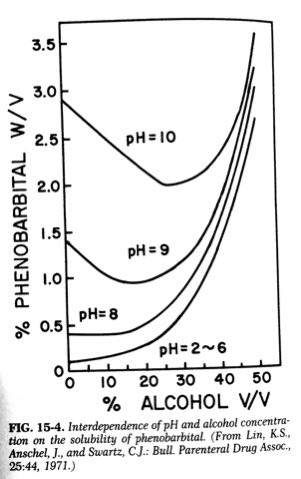 % PHENOBARBITAL W/V
3.5
3.0
2.5
2.0
1.5
1.0
0.5
0
pH=10
pH=9
pH=8
pH=2~6
0 10 20 30 40 50
% ALCOHOL V/V
FIG. 15-4. Interdependence of pH and alcohol concentra-
tion on the solubility of phenobarbital. (From Lin, K.S.,
Anschel, J., and Swartz, C.J.: Bull. Parenteral Drug Assoc.,
25:44, 1971.)